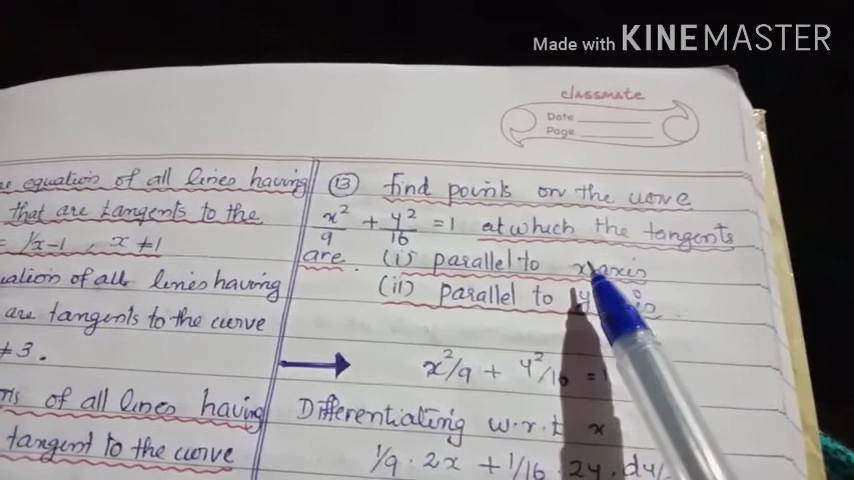 Made with KINEMASTER
classmate
Date
Page
equation of all lines having
that are tangents to the
= 1/x-1 , x ≠ 1
equation of all lines having
are tangents to the curve
≠ 3 .
of all lines having
tangent to the curve
13 find points on the curve
x²/9 + y²/16 = 1 at which the tangents
are . (i) parallel to x axis
(ii) parallel to y
x²/9 + y²/16 = 1
Differentiating w.r.t x
1/9 · 2x + 1/16 · 2y · dy/